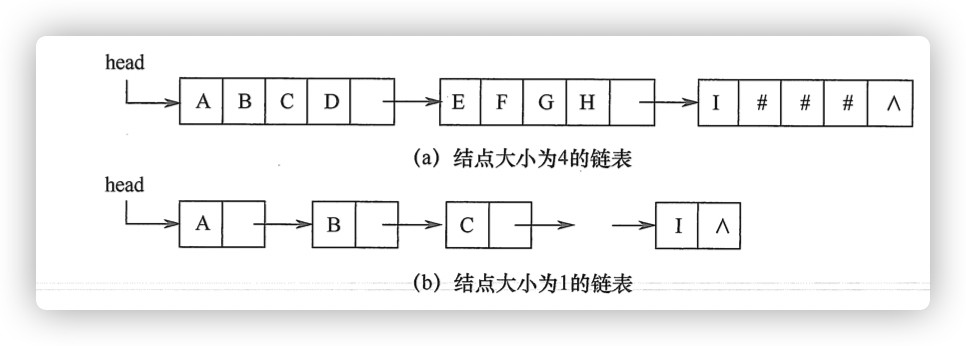 head
A B C D E F G H I # # # ∧
(a) 结点大小为4的链表
head
A B C I ∧
(b) 结点大小为1的链表